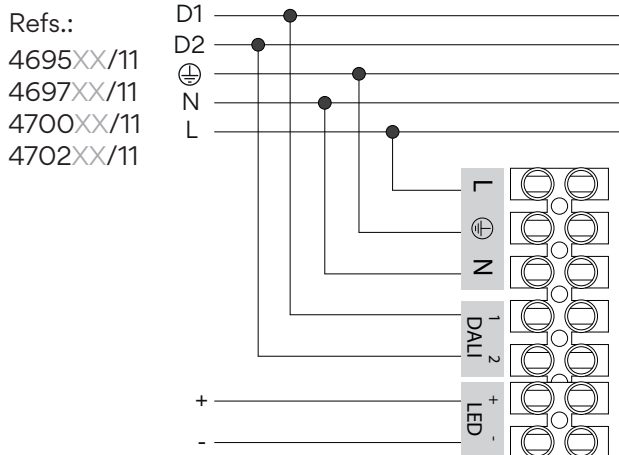 Refs.:
4695XX/11
4697XX/11
4700XX/11
4702XX/11
D1
D2
N
L
L
N
DALI 1 2
+
-
LED + -